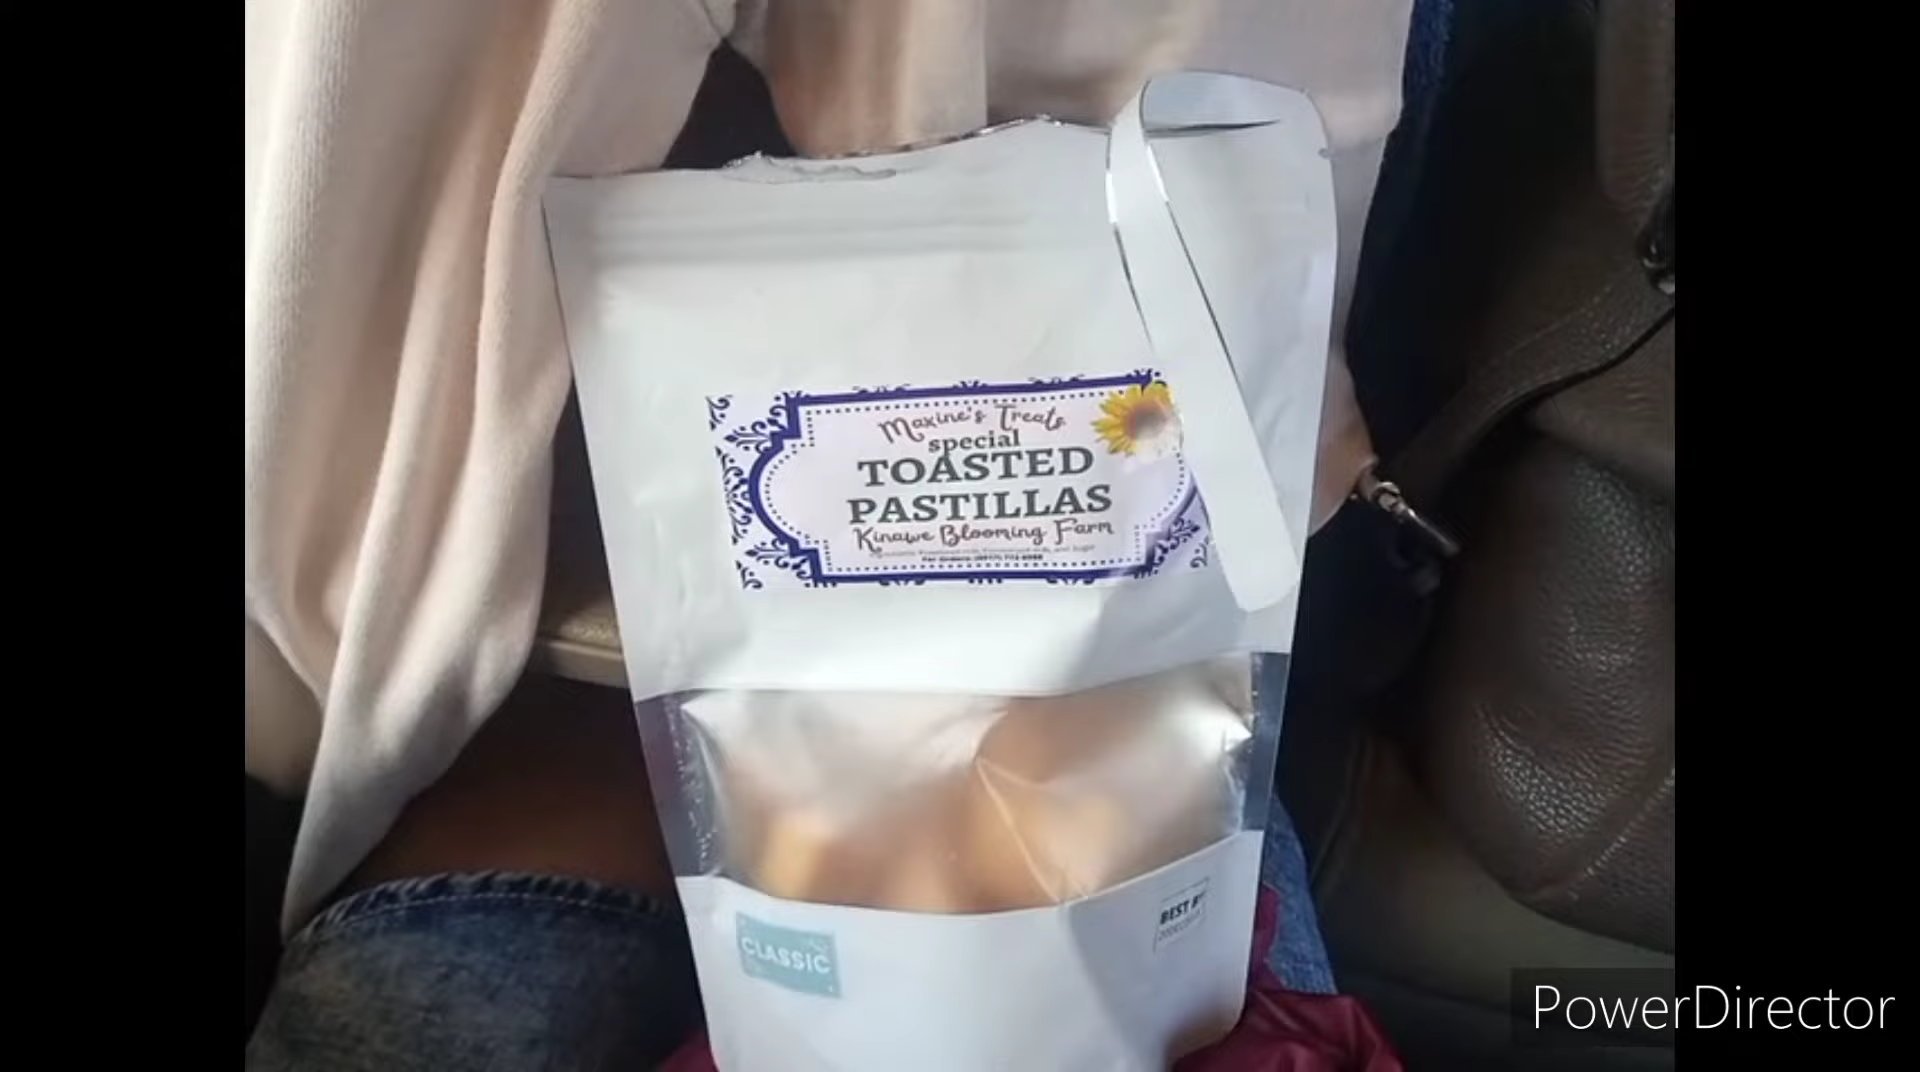 Maxine's Treats
special
TOASTED
PASTILLAS
Kinawe Blooming Farm
CLASSIC
BEST
PowerDirector